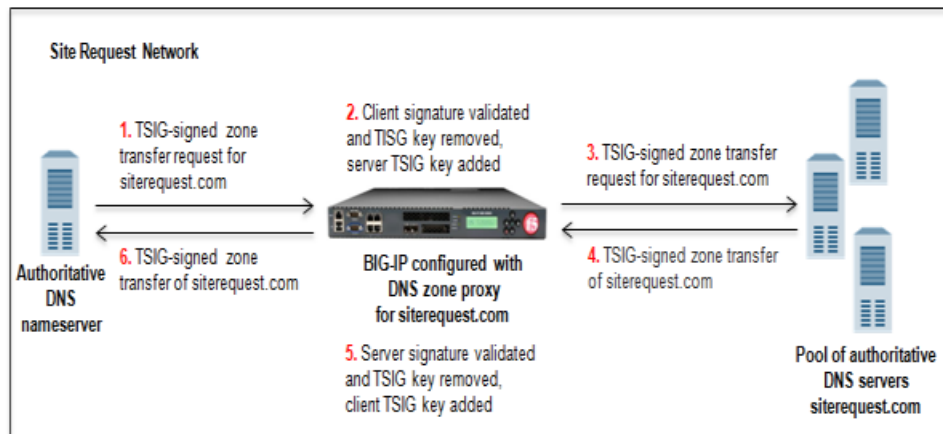 Site Request Network
1. TSIG-signed zone
transfer request for
siterequest.com
2. Client signature validated
and TISG key removed,
server TSIG key added
3. TSIG-signed zone transfer
request for siterequest.com
6. TSIG-signed zone
transfer of siterequest.com
4. TSIG-signed zone transfer
of siterequest.com
Authoritative
DNS
nameserver
BIG-IP configured with
DNS zone proxy
for siterequest.com
5. Server signature validated
and TSIG key removed,
client TSIG key added
Pool of authoritative
DNS servers
siterequest.com